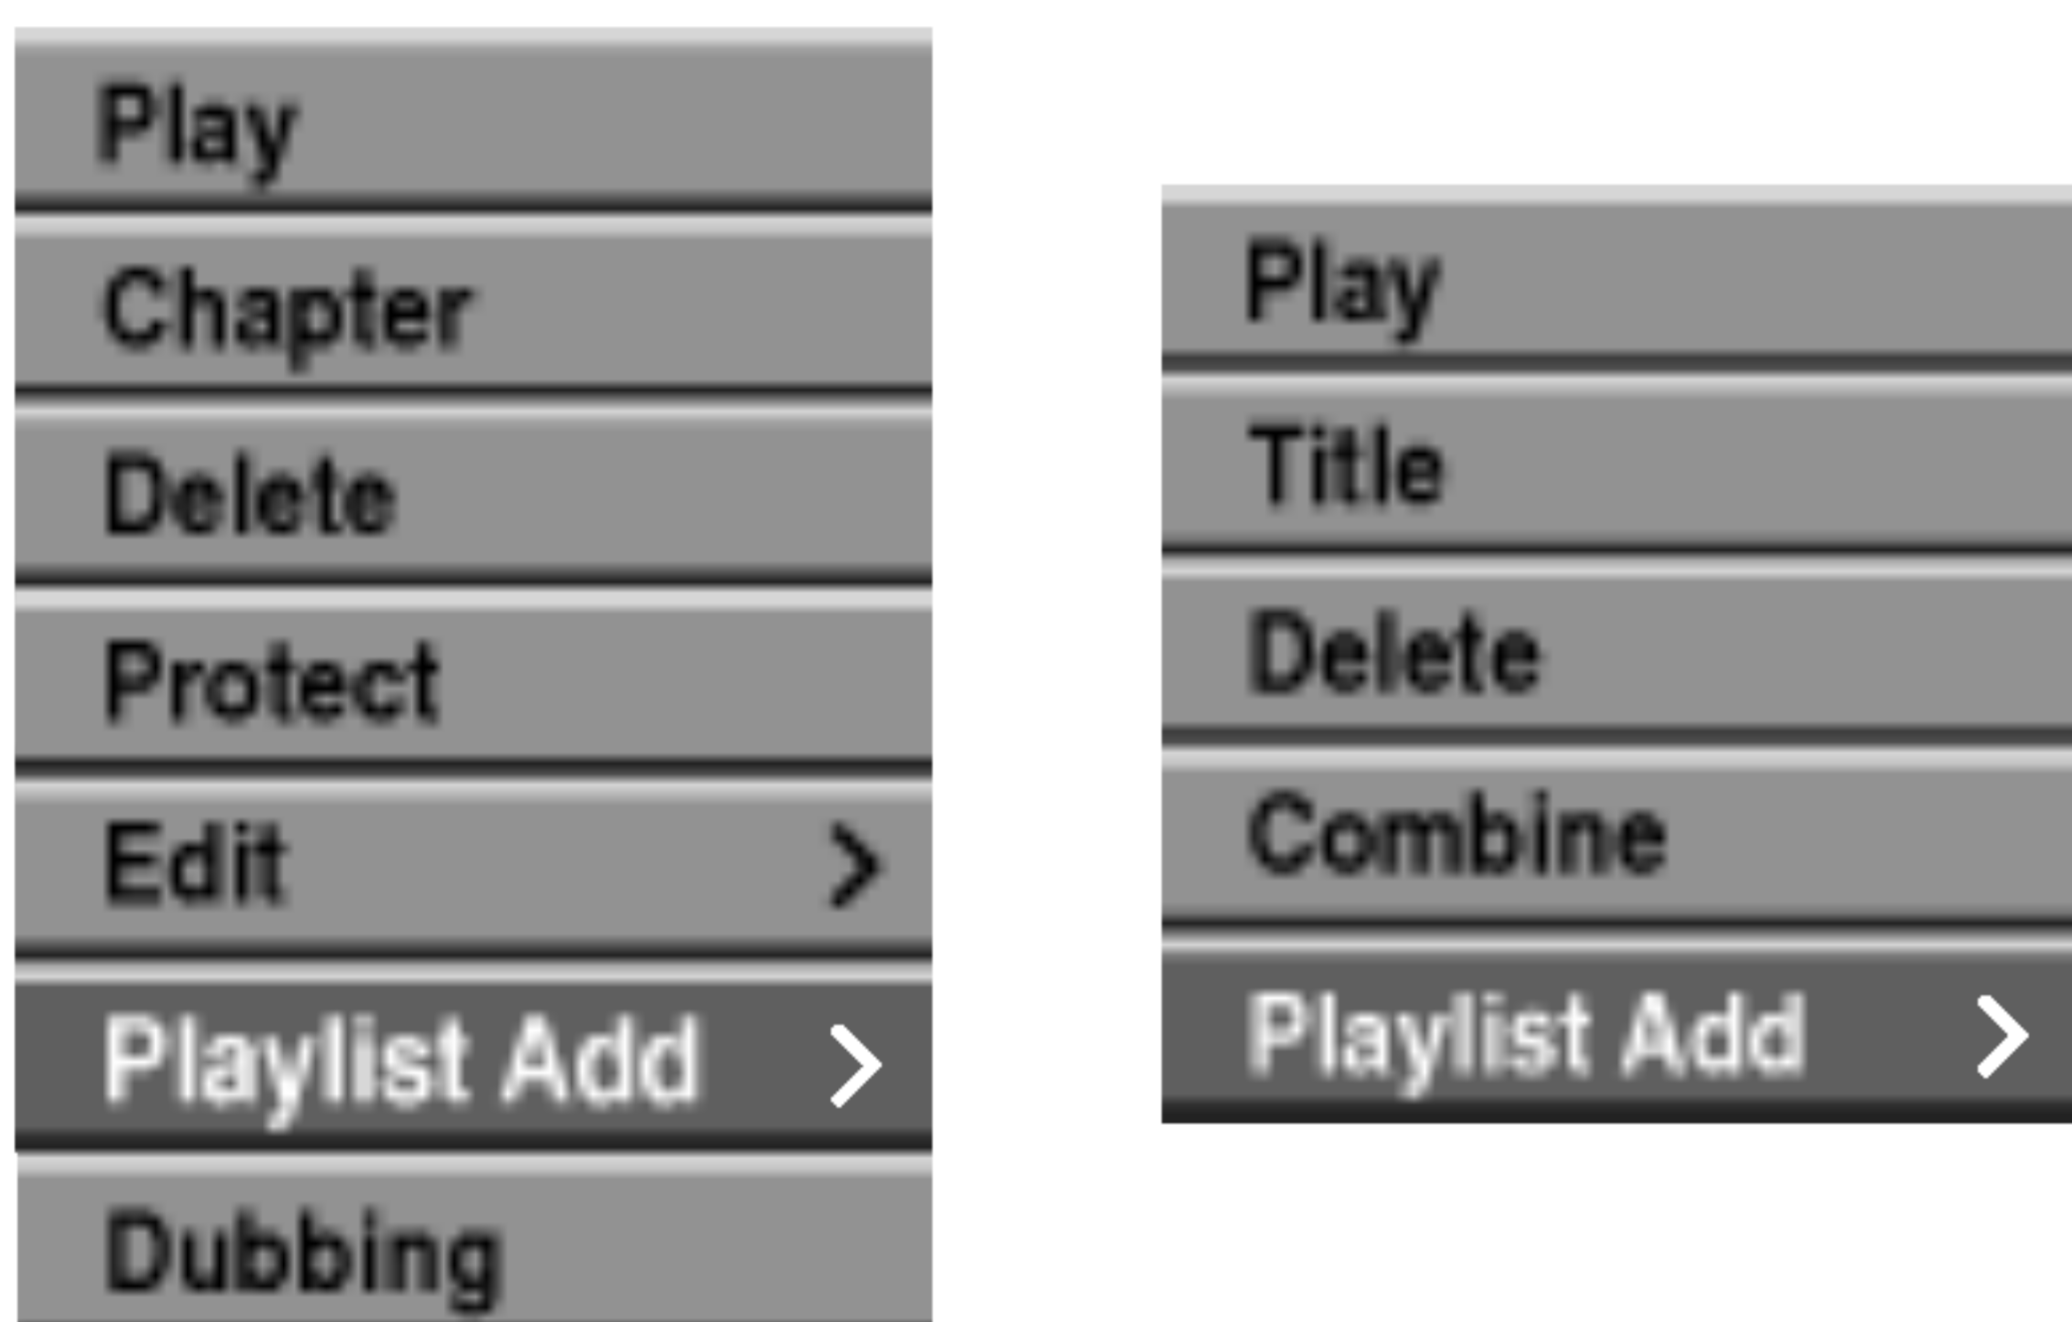 Play
Chapter
Delete
Protect
Edit >
Playlist Add >
Dubbing
Play
Title
Delete
Combine
Playlist Add >